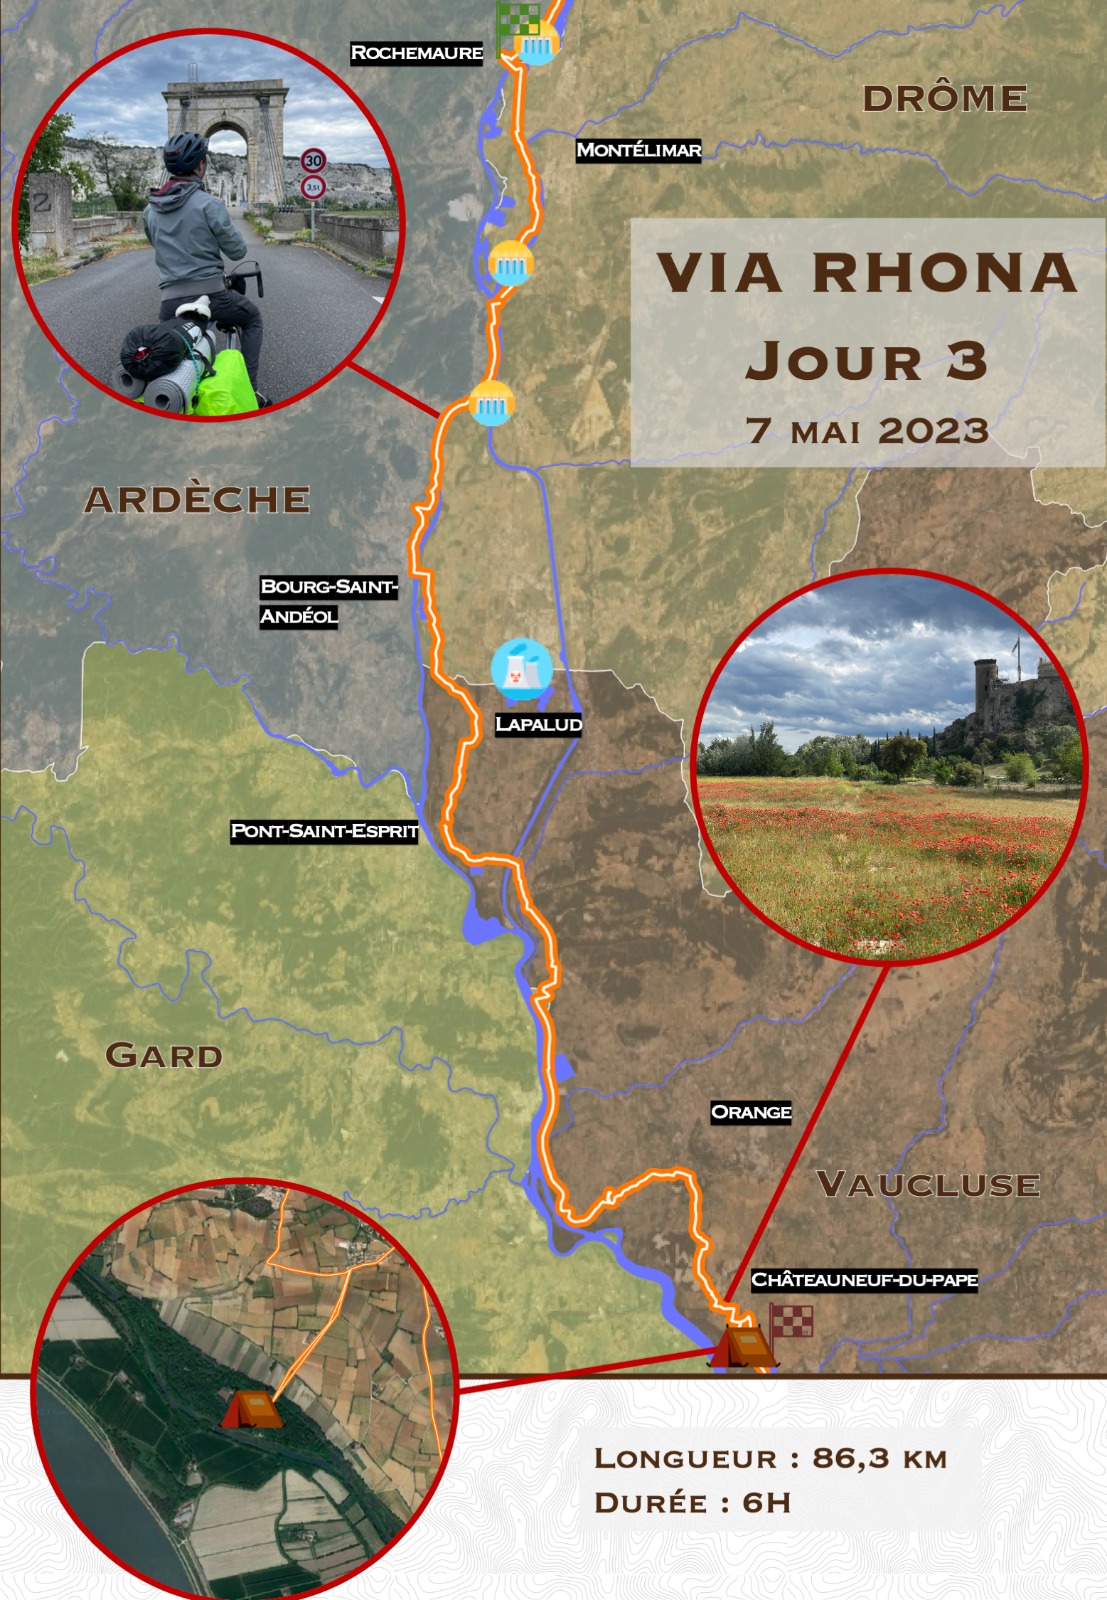 Rochemaure
DRÔME
Montélimar
30
3,5t
2
VIA RHONA
Jour 3
7 mai 2023
ARDÈCHE
Bourg-Saint-
Andéol
Lapalud
Pont-Saint-Esprit
Gard
Orange
Vaucluse
Châteauneuf-du-pape
Longueur : 86,3 km
Durée : 6H